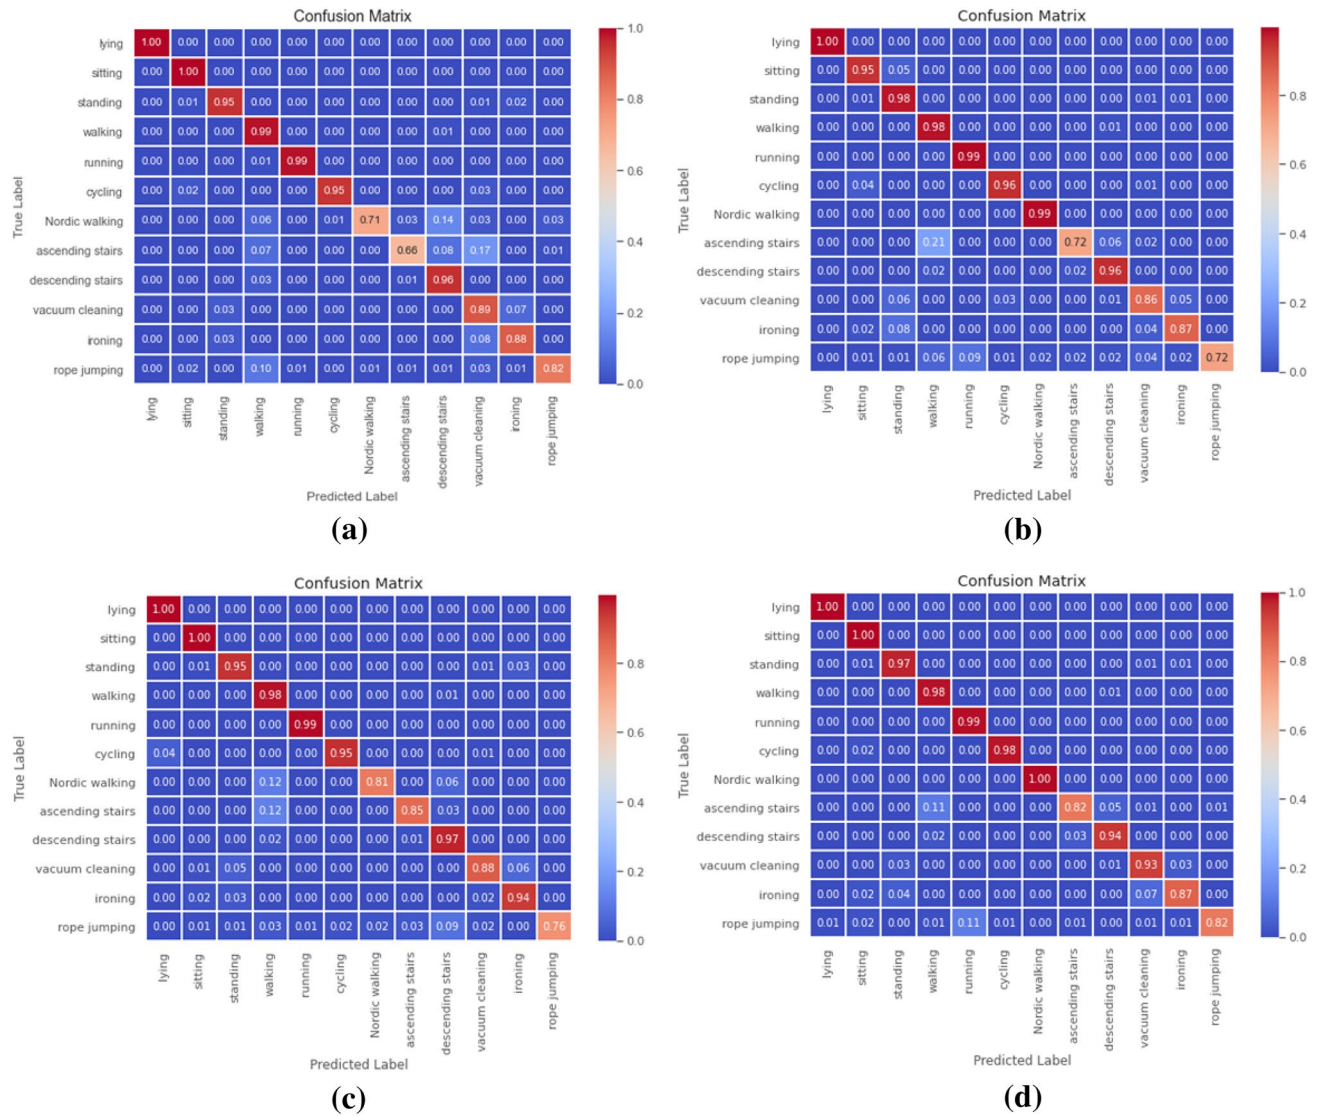 Confusion Matrix
lying 1.00 0.00 0.00 0.00 0.00 0.00 0.00 0.00 0.00 0.00 0.00 0.00
sitting 0.00 1.00 0.00 0.00 0.00 0.00 0.00 0.00 0.00 0.00 0.00 0.00
standing 0.00 0.01 0.95 0.00 0.00 0.00 0.00 0.00 0.00 0.01 0.02 0.00
walking 0.00 0.00 0.00 0.99 0.00 0.00 0.00 0.00 0.01 0.00 0.00 0.00
running 0.00 0.00 0.00 0.01 0.99 0.00 0.00 0.00 0.00 0.00 0.00 0.00
cycling 0.00 0.02 0.00 0.00 0.00 0.95 0.00 0.00 0.00 0.03 0.00 0.00
Nordic walking 0.00 0.00 0.00 0.06 0.00 0.01 0.71 0.03 0.14 0.03 0.00 0.03
ascending stairs 0.00 0.00 0.00 0.07 0.00 0.00 0.00 0.66 0.08 0.17 0.00 0.01
descending stairs 0.00 0.00 0.00 0.03 0.00 0.00 0.00 0.01 0.96 0.00 0.00 0.00
vacuum cleaning 0.00 0.00 0.03 0.00 0.00 0.00 0.00 0.00 0.00 0.89 0.07 0.00
ironing 0.00 0.00 0.03 0.00 0.00 0.00 0.00 0.00 0.00 0.08 0.88 0.00
rope jumping 0.00 0.02 0.00 0.10 0.01 0.00 0.01 0.01 0.01 0.03 0.01 0.82
True Label
lying sitting standing walking running cycling Nordic walking ascending stairs descending stairs vacuum cleaning ironing rope jumping
Predicted Label
1.0
0.8
0.6
0.4
0.2
0.0
(a)
Confusion Matrix
lying 1.00 0.00 0.00 0.00 0.00 0.00 0.00 0.00 0.00 0.00 0.00 0.00
sitting 0.00 0.95 0.05 0.00 0.00 0.00 0.00 0.00 0.00 0.00 0.00 0.00
standing 0.00 0.01 0.98 0.00 0.00 0.00 0.00 0.00 0.00 0.01 0.01 0.00
walking 0.00 0.00 0.00 0.98 0.00 0.00 0.00 0.00 0.01 0.00 0.00 0.00
running 0.00 0.00 0.00 0.00 0.99 0.00 0.00 0.00 0.00 0.00 0.00 0.00
cycling 0.00 0.04 0.00 0.00 0.00 0.96 0.00 0.00 0.00 0.01 0.00 0.00
Nordic walking 0.00 0.00 0.00 0.00 0.00 0.00 0.99 0.00 0.00 0.00 0.00 0.00
ascending stairs 0.00 0.00 0.00 0.21 0.00 0.00 0.00 0.72 0.06 0.02 0.00 0.00
descending stairs 0.00 0.00 0.00 0.02 0.00 0.00 0.00 0.02 0.96 0.00 0.00 0.00
vacuum cleaning 0.00 0.00 0.06 0.00 0.00 0.03 0.00 0.00 0.01 0.86 0.05 0.00
ironing 0.00 0.02 0.08 0.00 0.00 0.00 0.00 0.00 0.00 0.04 0.87 0.00
rope jumping 0.00 0.01 0.01 0.06 0.09 0.01 0.02 0.02 0.02 0.04 0.02 0.72
True Label
lying sitting standing walking running cycling Nordic walking ascending stairs descending stairs vacuum cleaning ironing rope jumping
Predicted Label
0.8
0.6
0.4
0.2
0.0
(b)
Confusion Matrix
lying 1.00 0.00 0.00 0.00 0.00 0.00 0.00 0.00 0.00 0.00 0.00 0.00
sitting 0.00 1.00 0.00 0.00 0.00 0.00 0.00 0.00 0.00 0.00 0.00 0.00
standing 0.00 0.01 0.95 0.00 0.00 0.00 0.00 0.00 0.00 0.01 0.03 0.00
walking 0.00 0.00 0.00 0.98 0.00 0.00 0.00 0.00 0.01 0.00 0.00 0.00
running 0.00 0.00 0.00 0.00 0.99 0.00 0.00 0.00 0.00 0.00 0.00 0.00
cycling 0.04 0.00 0.00 0.00 0.00 0.95 0.00 0.00 0.00 0.01 0.00 0.00
Nordic walking 0.00 0.00 0.00 0.12 0.00 0.00 0.81 0.00 0.06 0.00 0.00 0.00
ascending stairs 0.00 0.00 0.00 0.12 0.00 0.00 0.00 0.85 0.03 0.00 0.00 0.00
descending stairs 0.00 0.00 0.00 0.02 0.00 0.00 0.00 0.01 0.97 0.00 0.00 0.00
vacuum cleaning 0.00 0.01 0.05 0.00 0.00 0.00 0.00 0.00 0.00 0.88 0.06 0.00
ironing 0.00 0.02 0.03 0.00 0.00 0.00 0.00 0.00 0.00 0.02 0.94 0.00
rope jumping 0.00 0.01 0.01 0.03 0.01 0.02 0.02 0.03 0.09 0.02 0.00 0.76
True Label
lying sitting standing walking running cycling Nordic walking ascending stairs descending stairs vacuum cleaning ironing rope jumping
Predicted Label
0.8
0.6
0.4
0.2
0.0
(c)
Confusion Matrix
lying 1.00 0.00 0.00 0.00 0.00 0.00 0.00 0.00 0.00 0.00 0.00 0.00
sitting 0.00 1.00 0.00 0.00 0.00 0.00 0.00 0.00 0.00 0.00 0.00 0.00
standing 0.00 0.01 0.97 0.00 0.00 0.00 0.00 0.00 0.00 0.01 0.01 0.00
walking 0.00 0.00 0.00 0.98 0.00 0.00 0.00 0.00 0.01 0.00 0.00 0.00
running 0.00 0.00 0.00 0.00 0.99 0.00 0.00 0.00 0.00 0.00 0.00 0.00
cycling 0.00 0.02 0.00 0.00 0.00 0.98 0.00 0.00 0.00 0.00 0.00 0.00
Nordic walking 0.00 0.00 0.00 0.00 0.00 0.00 1.00 0.00 0.00 0.00 0.00 0.00
ascending stairs 0.00 0.00 0.00 0.11 0.00 0.00 0.00 0.82 0.05 0.01 0.00 0.01
descending stairs 0.00 0.00 0.00 0.02 0.00 0.00 0.00 0.03 0.94 0.00 0.00 0.00
vacuum cleaning 0.00 0.00 0.03 0.00 0.00 0.00 0.00 0.00 0.01 0.93 0.03 0.00
ironing 0.00 0.02 0.04 0.00 0.00 0.00 0.00 0.00 0.00 0.07 0.87 0.00
rope jumping 0.01 0.02 0.00 0.01 0.11 0.01 0.00 0.01 0.00 0.01 0.01 0.82
True Label
lying sitting standing walking running cycling Nordic walking ascending stairs descending stairs vacuum cleaning ironing rope jumping
Predicted Label
1.0
0.8
0.6
0.4
0.2
0.0
(d)